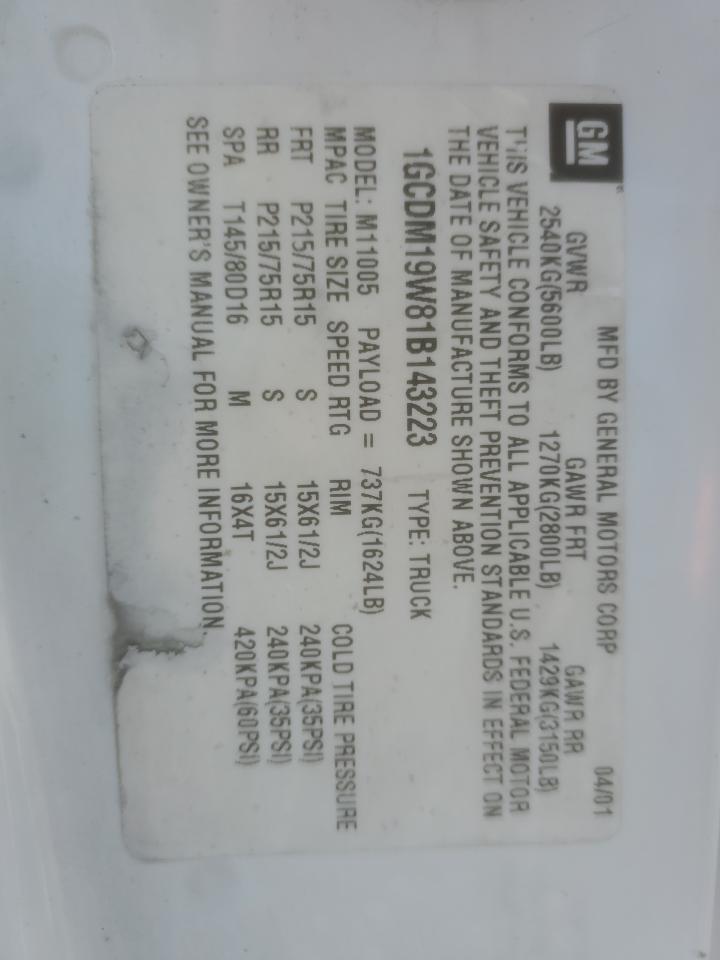 GM
MFD BY GENERAL MOTORS CORP 04/01
GVWR GAWR FRT GAWR RR
2540KG(5600LB) 1270KG(2800LB) 1429KG(3150LB)
THIS VEHICLE CONFORMS TO ALL APPLICABLE U.S. FEDERAL MOTOR
VEHICLE SAFETY AND THEFT PREVENTION STANDARDS IN EFFECT ON
THE DATE OF MANUFACTURE SHOWN ABOVE.
1GCDM19W81B143223 TYPE: TRUCK
MODEL: M11005 PAYLOAD = 737KG(1624LB)
MPAC TIRE SIZE SPEED RTG RIM COLD TIRE PRESSURE
FRT P215/75R15 S 15X61/2J 240KPA(35PSI)
RR P215/75R15 S 15X61/2J 240KPA(35PSI)
SPA T145/80D16 M 16X4T 420KPA(60PSI)
SEE OWNER'S MANUAL FOR MORE INFORMATION.